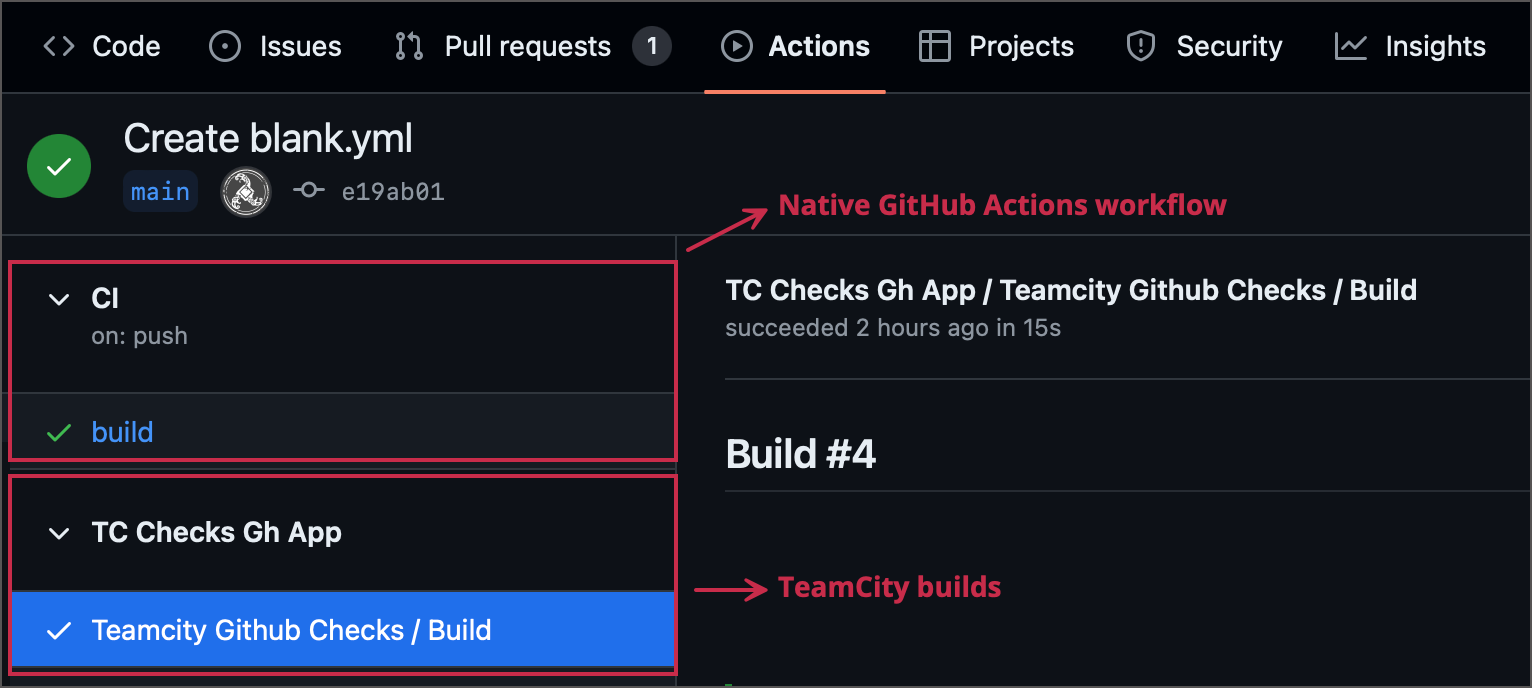 Code Issues Pull requests 1 Actions Projects Security Insights
Create blank.yml
main e19ab01
Native GitHub Actions workflow
CI
on: push
build
TC Checks Gh App
Teamcity Github Checks / Build
TC Checks Gh App / Teamcity Github Checks / Build
succeeded 2 hours ago in 15s
Build #4
TeamCity builds